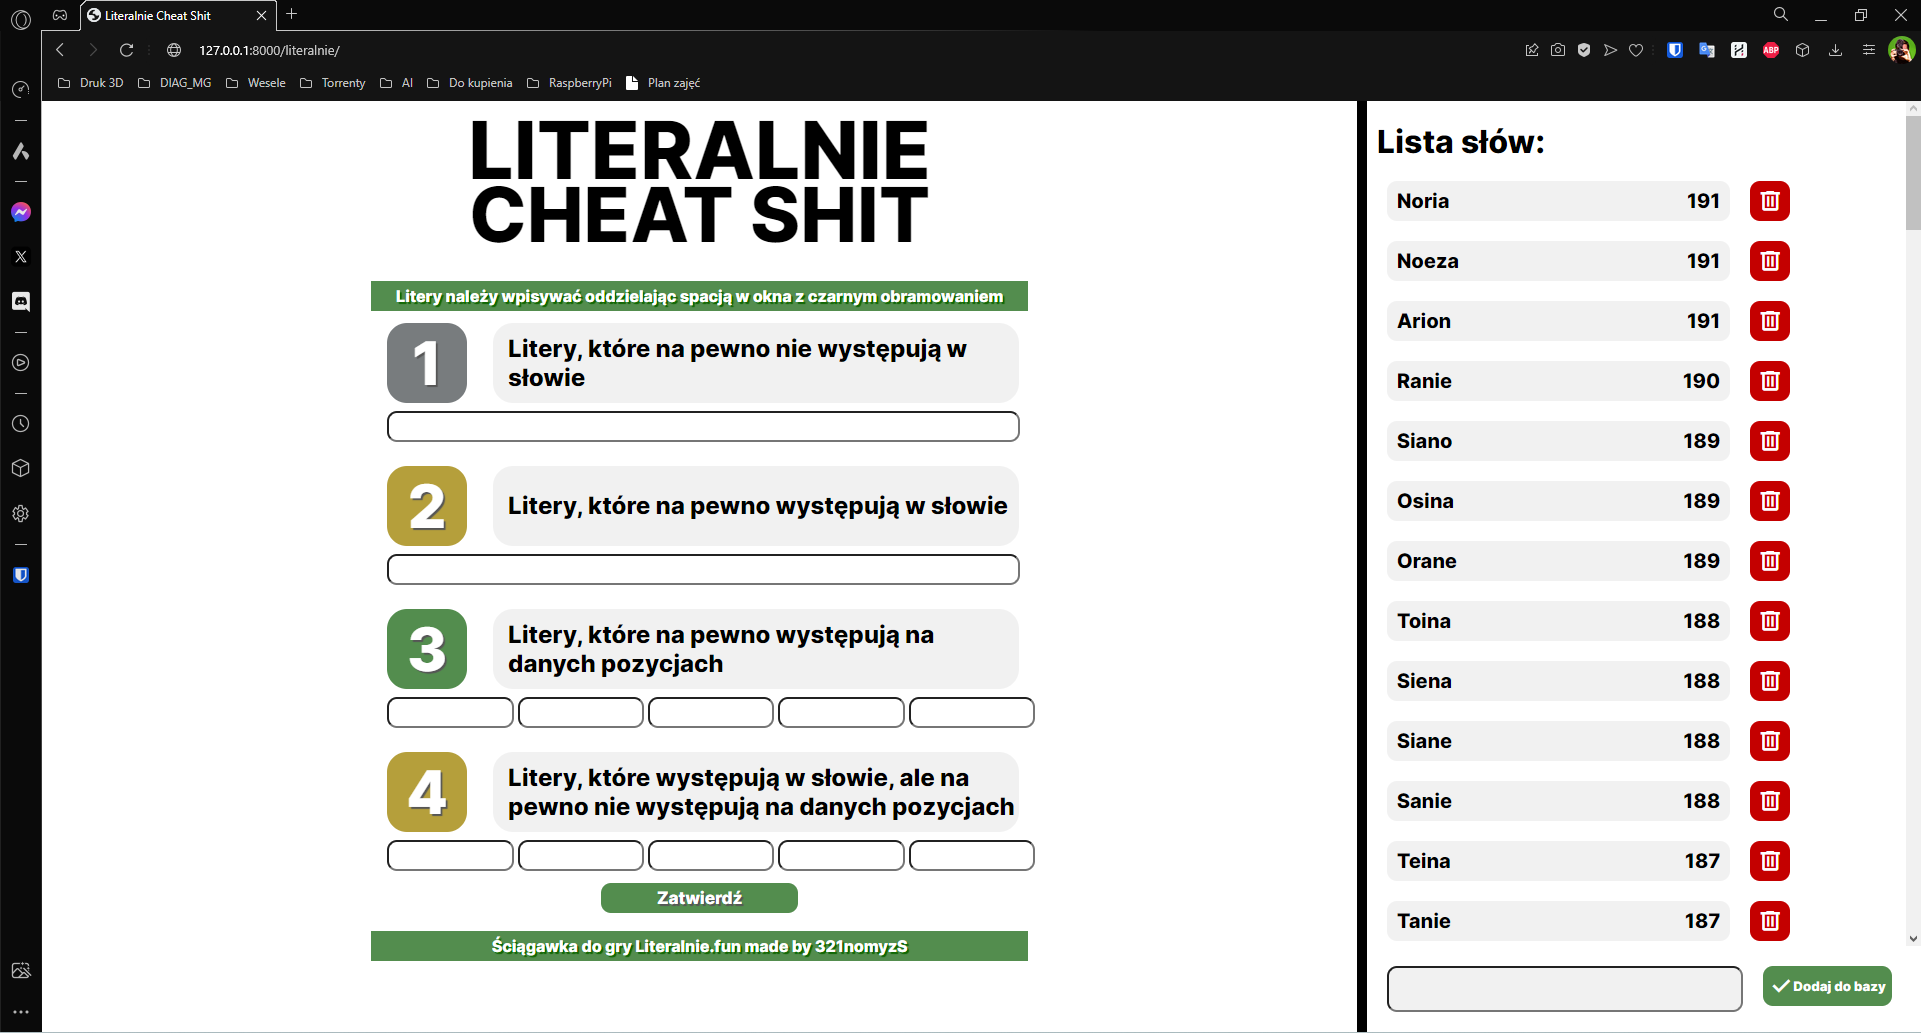 Literalnie Cheat Shit
127.0.0.1:8000/literalnie/
ABP
Druk 3D
DIAG_MG
Wesele
Torrenty
AI
Do kupienia
RaspberryPi
Plan zajęć
LITERALNIE
CHEAT SHIT
Litery należy wpisywać oddzielając spacją w okna z czarnym obramowaniem
1
Litery, które na pewno nie występują w
słowie
2
Litery, które na pewno występują w słowie
3
Litery, które na pewno występują na
danych pozycjach
4
Litery, które występują w słowie, ale na
pewno nie występują na danych pozycjach
Zatwierdź
Ściągawka do gry Literalnie.fun made by 321nomyzS
Lista słów:
Noria 191
Noeza 191
Arion 191
Ranie 190
Siano 189
Osina 189
Orane 189
Toina 188
Siena 188
Siane 188
Sanie 188
Teina 187
Tanie 187
Dodaj do bazy